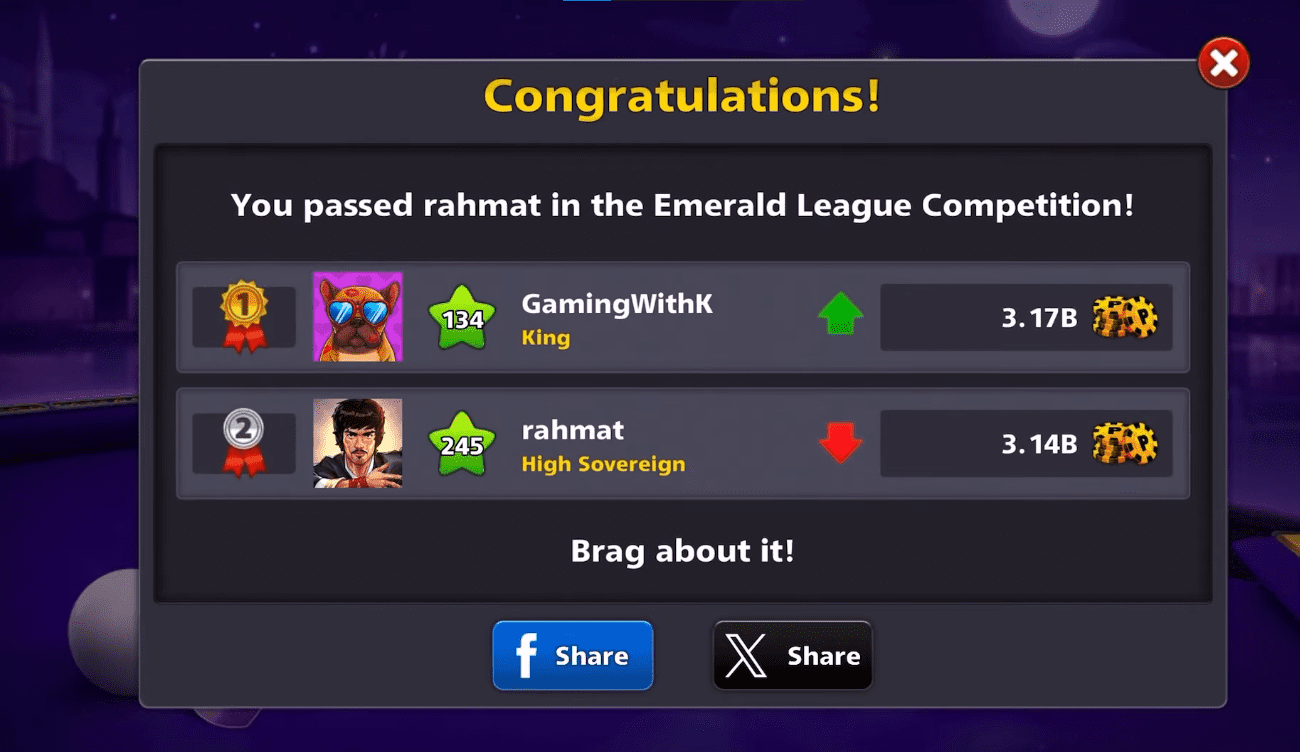 Congratulations!
You passed rahmat in the Emerald League Competition!
1
134
GamingWithK
King
3.17B
2
245
rahmat
High Sovereign
3.14B
Brag about it!
f Share
X Share